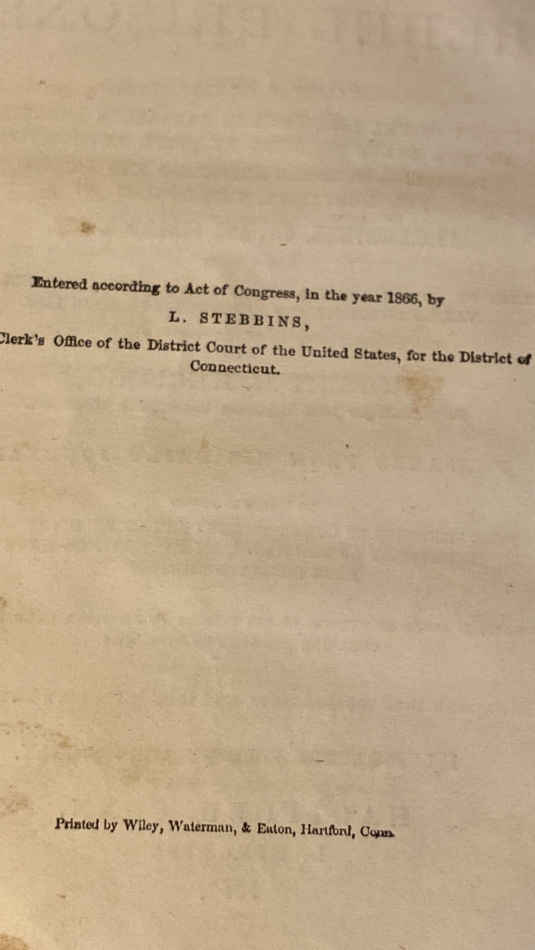 Entered according to Act of Congress, in the year 1866, by
L. STEBBINS,
Clerk's Office of the District Court of the United States, for the District of
Connecticut.
Printed by Wiley, Waterman, & Eaton, Hartford, Conn.